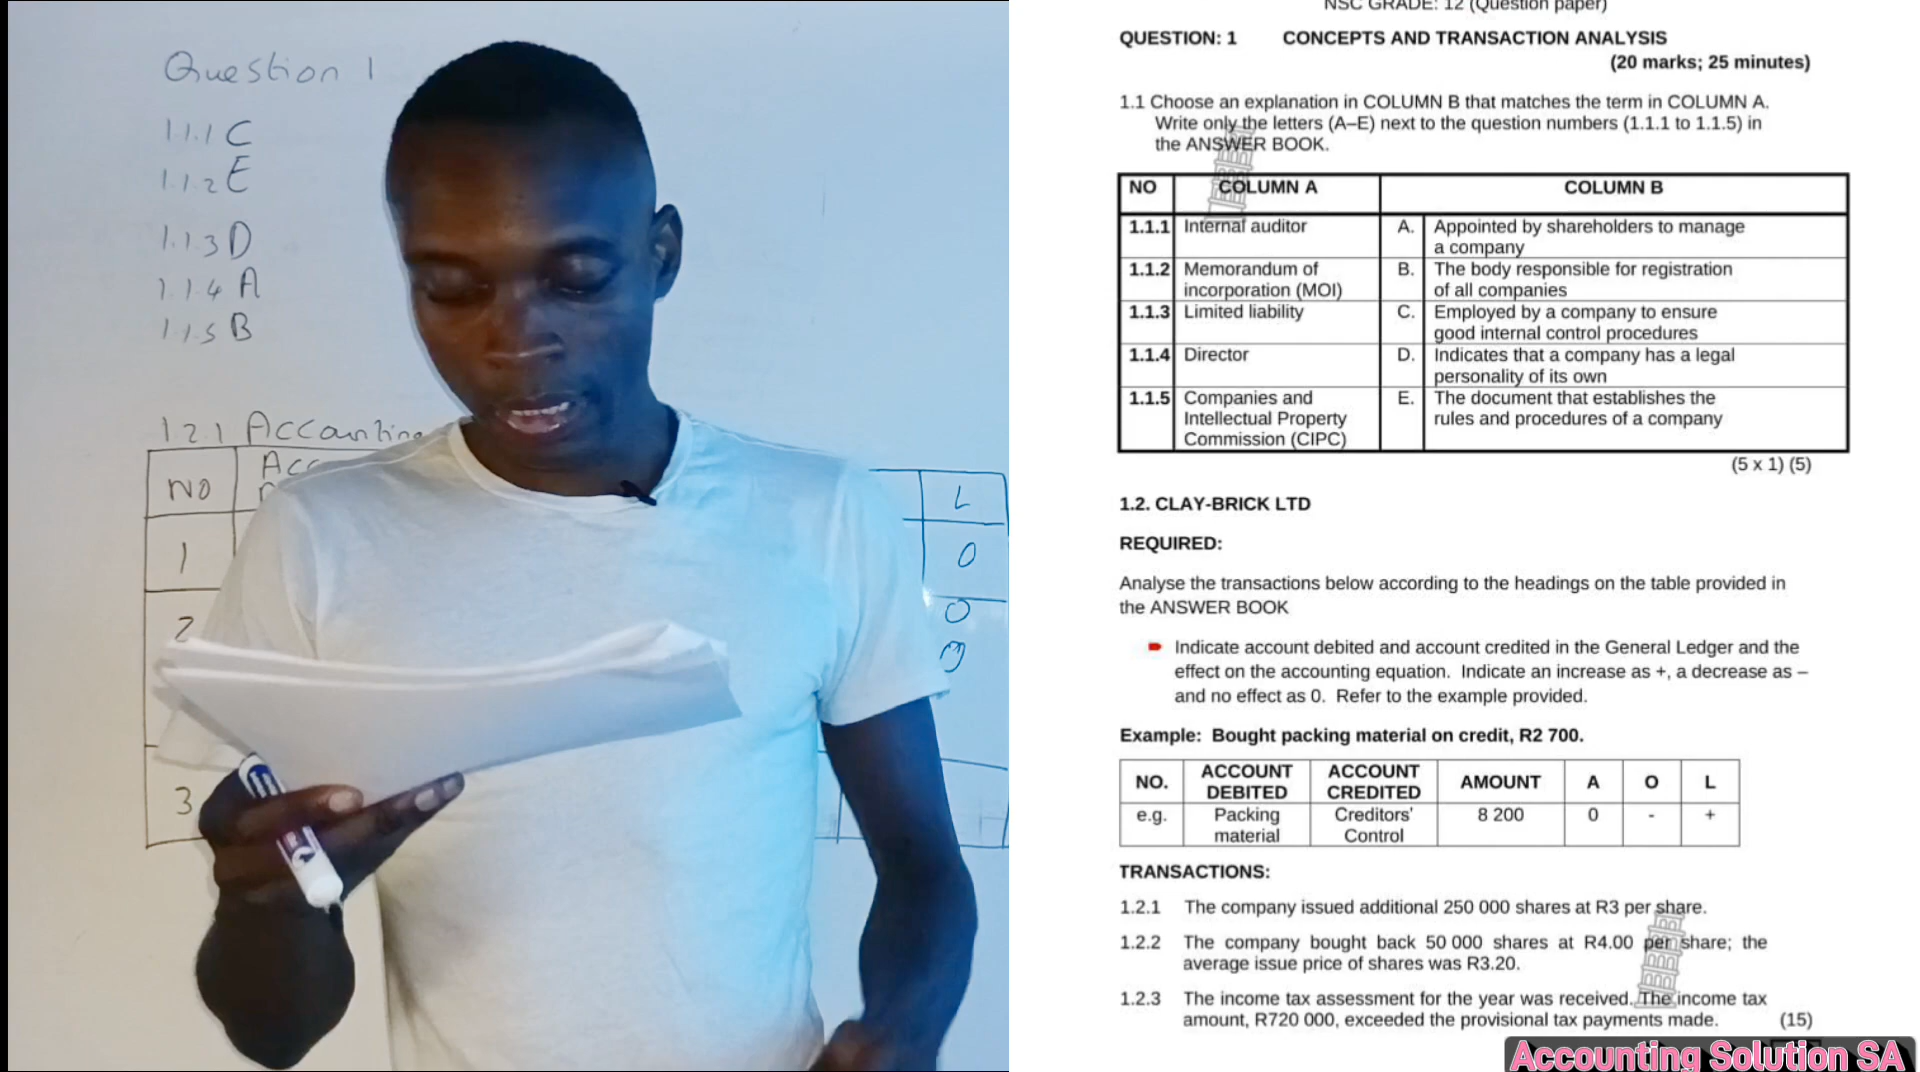 Question 1
1.1.1 C
1.1.2 E
1.1.3 D
1.1.4 A
1.1.5 B
1.2.1 Accounting
NO
L
1
0
2
0
3
NSC GRADE: 12 (Question paper)
QUESTION: 1 CONCEPTS AND TRANSACTION ANALYSIS
(20 marks; 25 minutes)
1.1 Choose an explanation in COLUMN B that matches the term in COLUMN A.
Write only the letters (A–E) next to the question numbers (1.1.1 to 1.1.5) in
the ANSWER BOOK.
NO COLUMN A COLUMN B
1.1.1 Internal auditor A. Appointed by shareholders to manage
a company
1.1.2 Memorandum of B. The body responsible for registration
incorporation (MOI) of all companies
1.1.3 Limited liability C. Employed by a company to ensure
good internal control procedures
1.1.4 Director D. Indicates that a company has a legal
personality of its own
1.1.5 Companies and E. The document that establishes the
Intellectual Property rules and procedures of a company
Commission (CIPC)
(5 x 1) (5)
1.2. CLAY-BRICK LTD
REQUIRED:
Analyse the transactions below according to the headings on the table provided in
the ANSWER BOOK
Indicate account debited and account credited in the General Ledger and the
effect on the accounting equation. Indicate an increase as +, a decrease as –
and no effect as 0. Refer to the example provided.
Example: Bought packing material on credit, R2 700.
NO. ACCOUNT ACCOUNT AMOUNT A O L
DEBITED CREDITED
e.g. Packing Creditors' 8 200 0 - +
material Control
TRANSACTIONS:
1.2.1 The company issued additional 250 000 shares at R3 per share.
1.2.2 The company bought back 50 000 shares at R4.00 per share; the
average issue price of shares was R3.20.
1.2.3 The income tax assessment for the year was received. The income tax
amount, R720 000, exceeded the provisional tax payments made. (15)
Accounting Solution SA